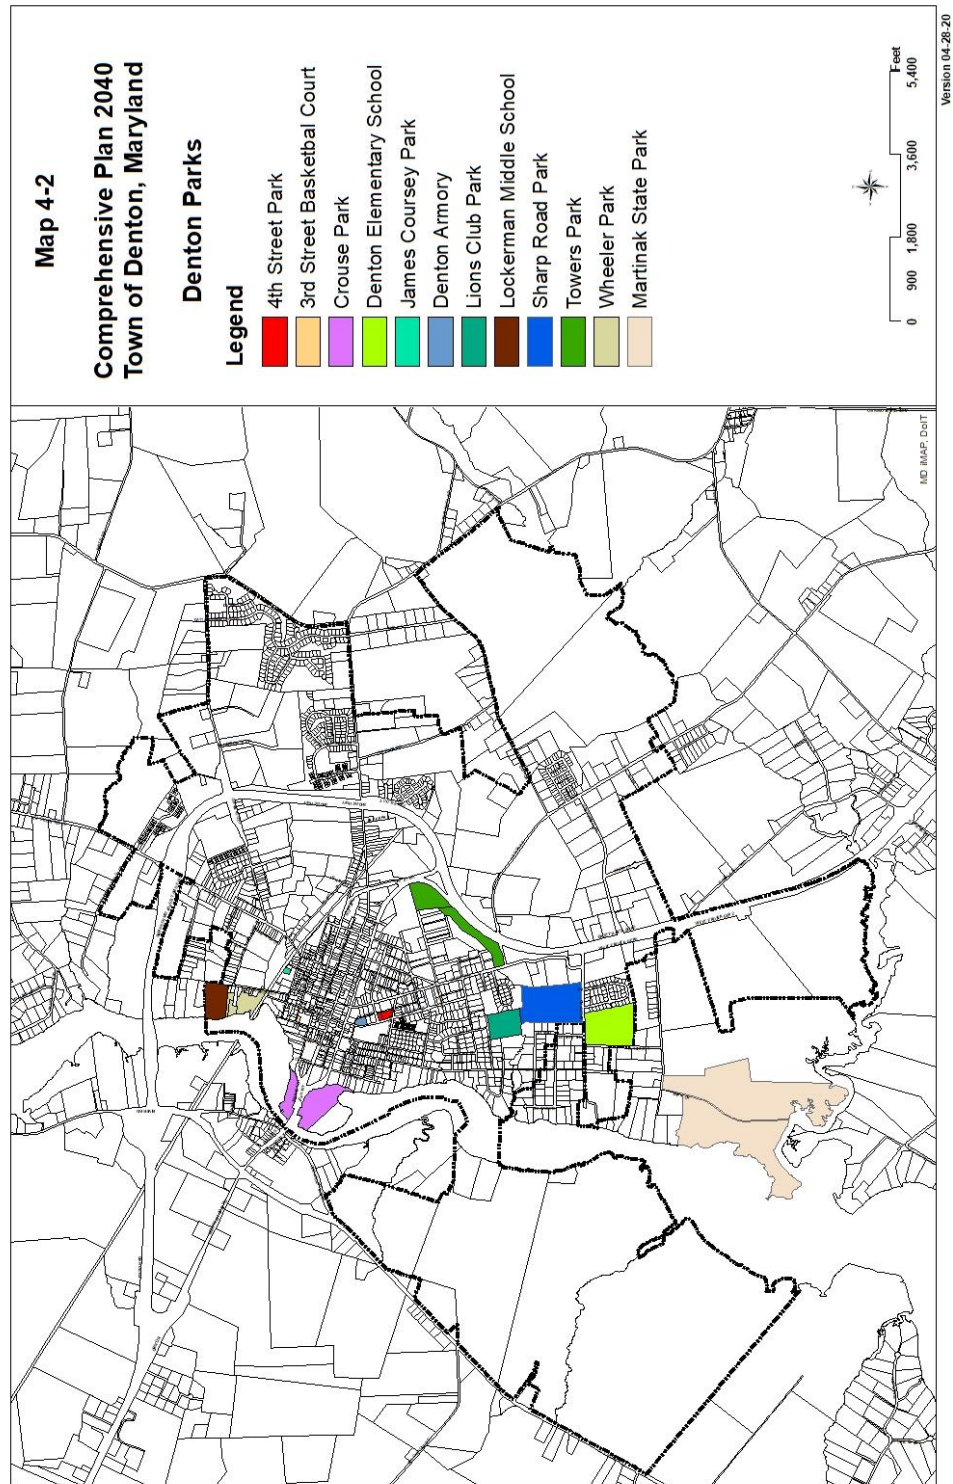 Map 4-2
Comprehensive Plan 2040
Town of Denton, Maryland
Denton Parks
Legend
4th Street Park
3rd Street Basketbal Court
Crouse Park
Denton Elementary School
James Coursey Park
Denton Armory
Lions Club Park
Lockerman Middle School
Sharp Road Park
Towers Park
Wheeler Park
Martinak State Park
Feet
0 900 1,800 3,600 5,400
MD iMAP, DoIT
Version 04-28-20